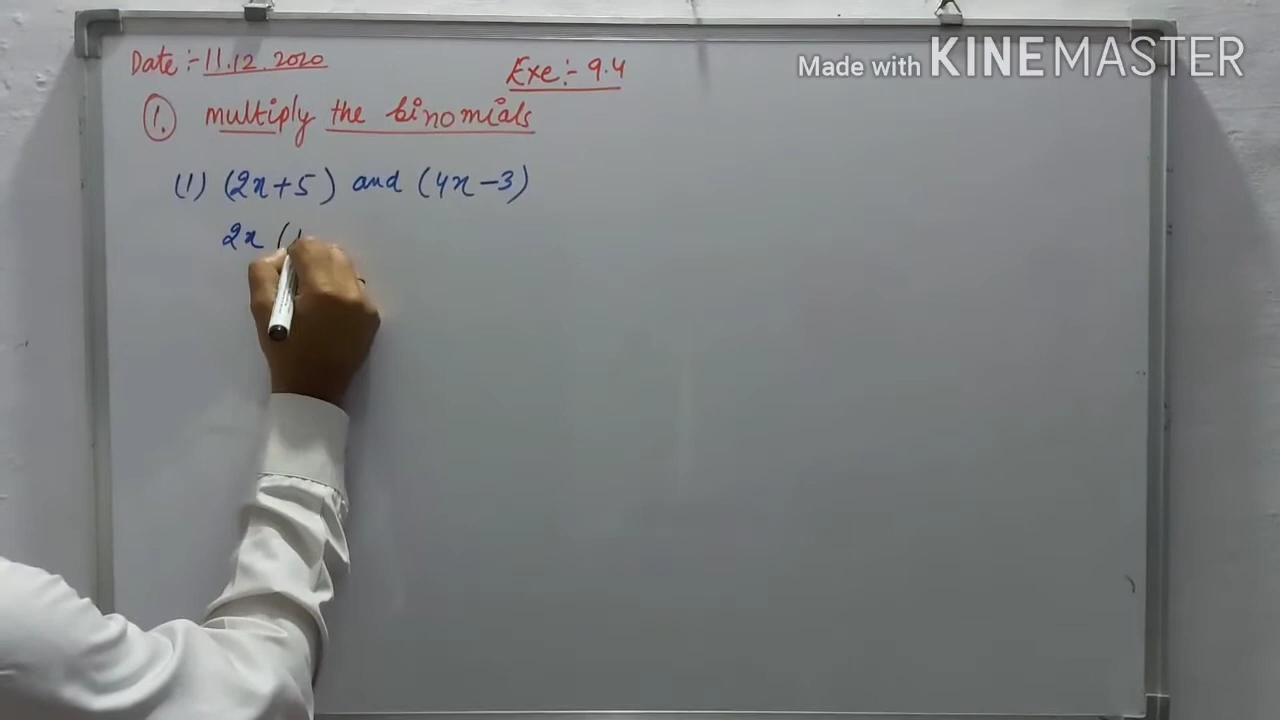 Date :- 11.12.2020
Exe :- 9.4
Made with KINEMASTER
1. multiply the binomials
(1) (2x+5) and (4x-3)
2x (